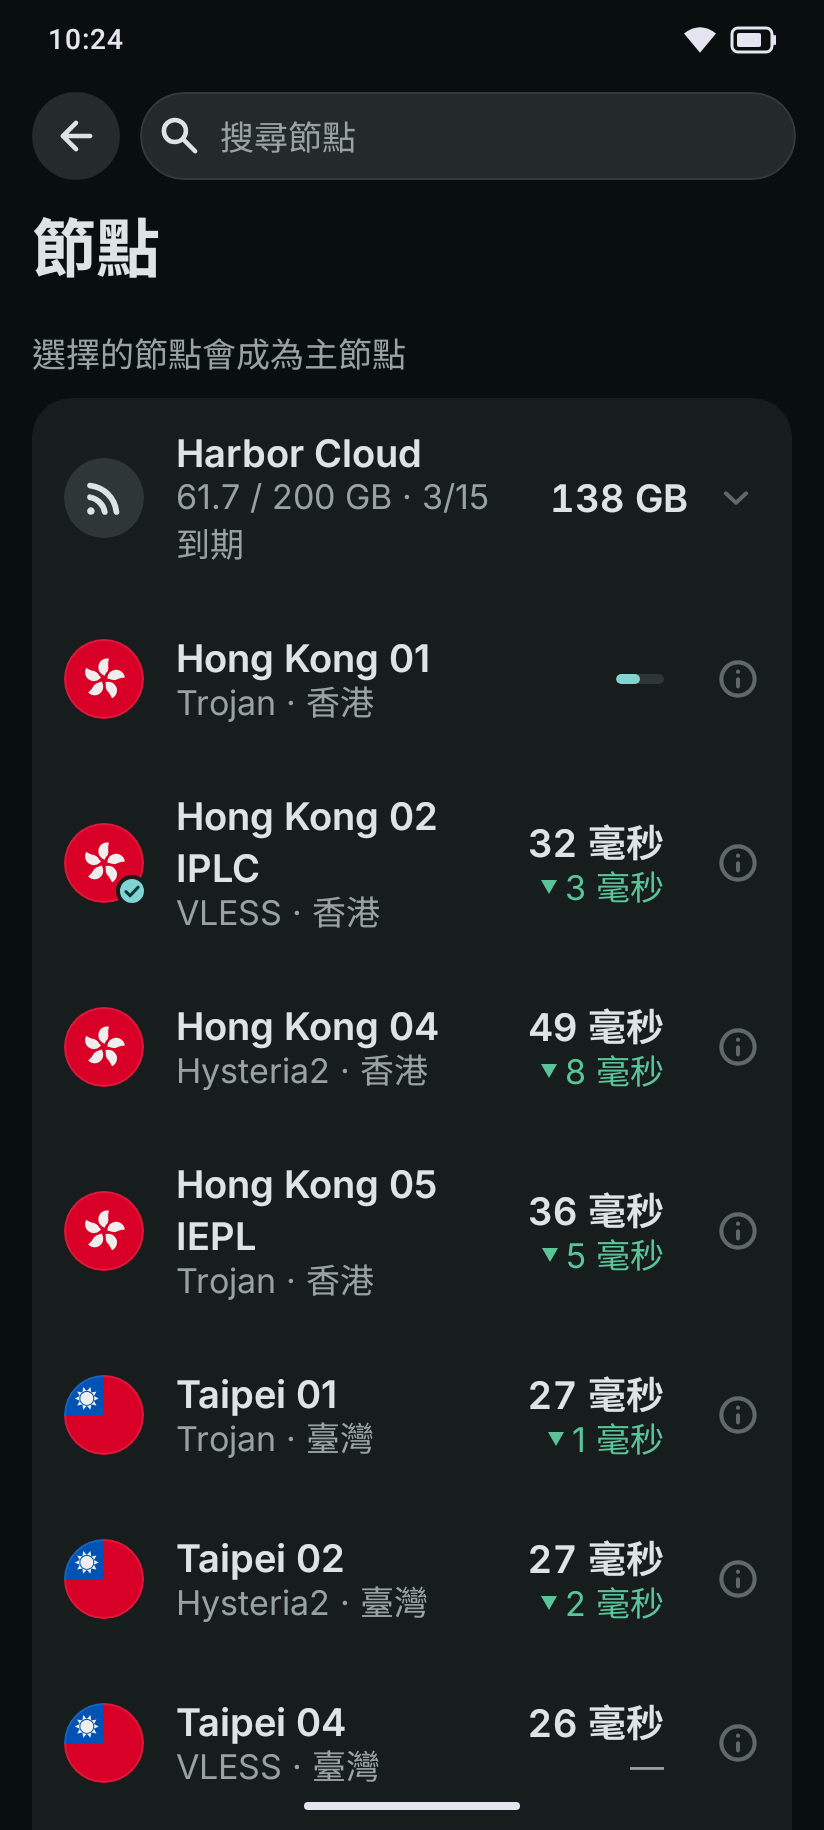 10:24
搜尋節點
節點
選擇的節點會成為主節點
Harbor Cloud
61.7 / 200 GB · 3/15
到期
138 GB
Hong Kong 01
Trojan · 香港
Hong Kong 02
IPLC
VLESS · 香港
32 毫秒
▼3 毫秒
Hong Kong 04
Hysteria2 · 香港
49 毫秒
▼8 毫秒
Hong Kong 05
IEPL
Trojan · 香港
36 毫秒
▼5 毫秒
Taipei 01
Trojan · 臺灣
27 毫秒
▼1 毫秒
Taipei 02
Hysteria2 · 臺灣
27 毫秒
▼2 毫秒
Taipei 04
VLESS · 臺灣
26 毫秒
—